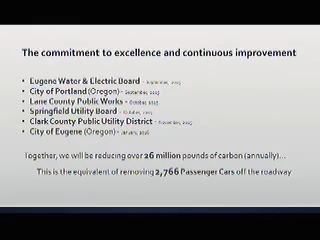 The commitment to excellence and continuous improvement
• Eugene Water & Electric Board - September, 2015
• City of Portland (Oregon) - September, 2015
• Lane County Public Works - October, 2015
• Springfield Utility Board - October, 2015
• Clark County Public Utility District - November, 2015
• City of Eugene (Oregon) - January, 2016
Together, we will be reducing over 26 million pounds of carbon (annually)...
This is the equivalent of removing 2,766 Passenger Cars off the roadway